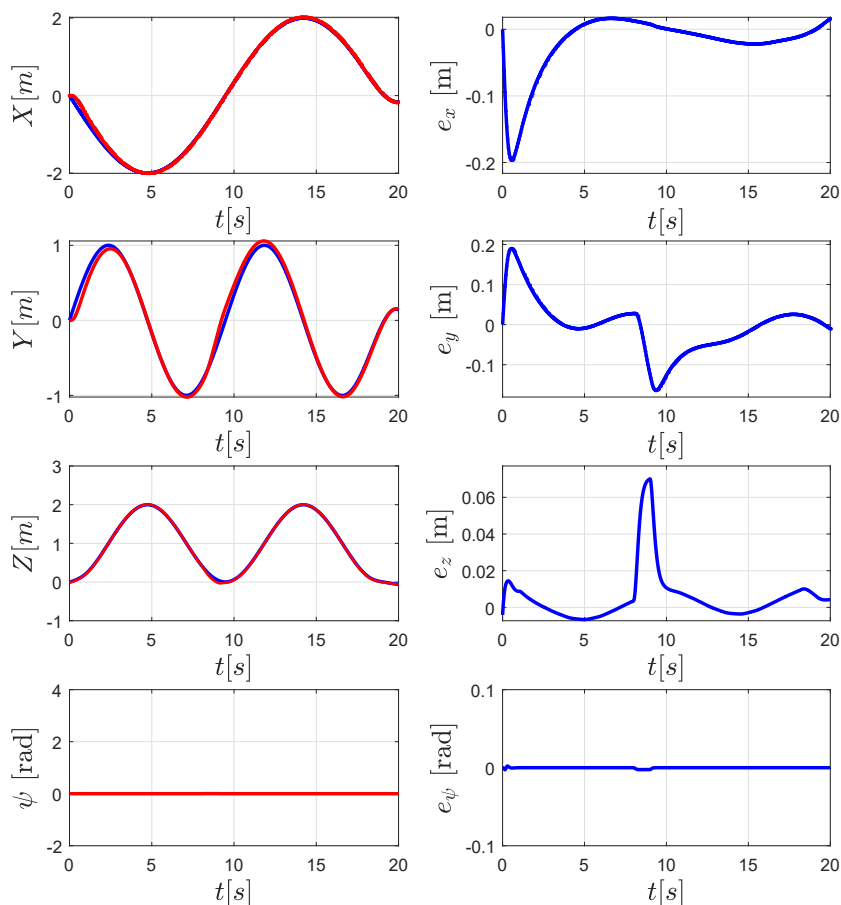 X [m]
2
0
-2
0 5 10 15 20
t[s]
e_x [m]
0
-0.1
-0.2
0 5 10 15 20
t[s]
Y [m]
1
0
-1
0 5 10 15 20
t[s]
e_y [m]
0.2
0.1
0
-0.1
0 5 10 15 20
t[s]
Z [m]
3
2
1
0
-1
0 5 10 15 20
t[s]
e_z [m]
0.06
0.04
0.02
0
0 5 10 15 20
t[s]
ψ [rad]
4
2
0
-2
0 5 10 15 20
t[s]
e_ψ [rad]
0.1
0
-0.1
0 5 10 15 20
t[s]